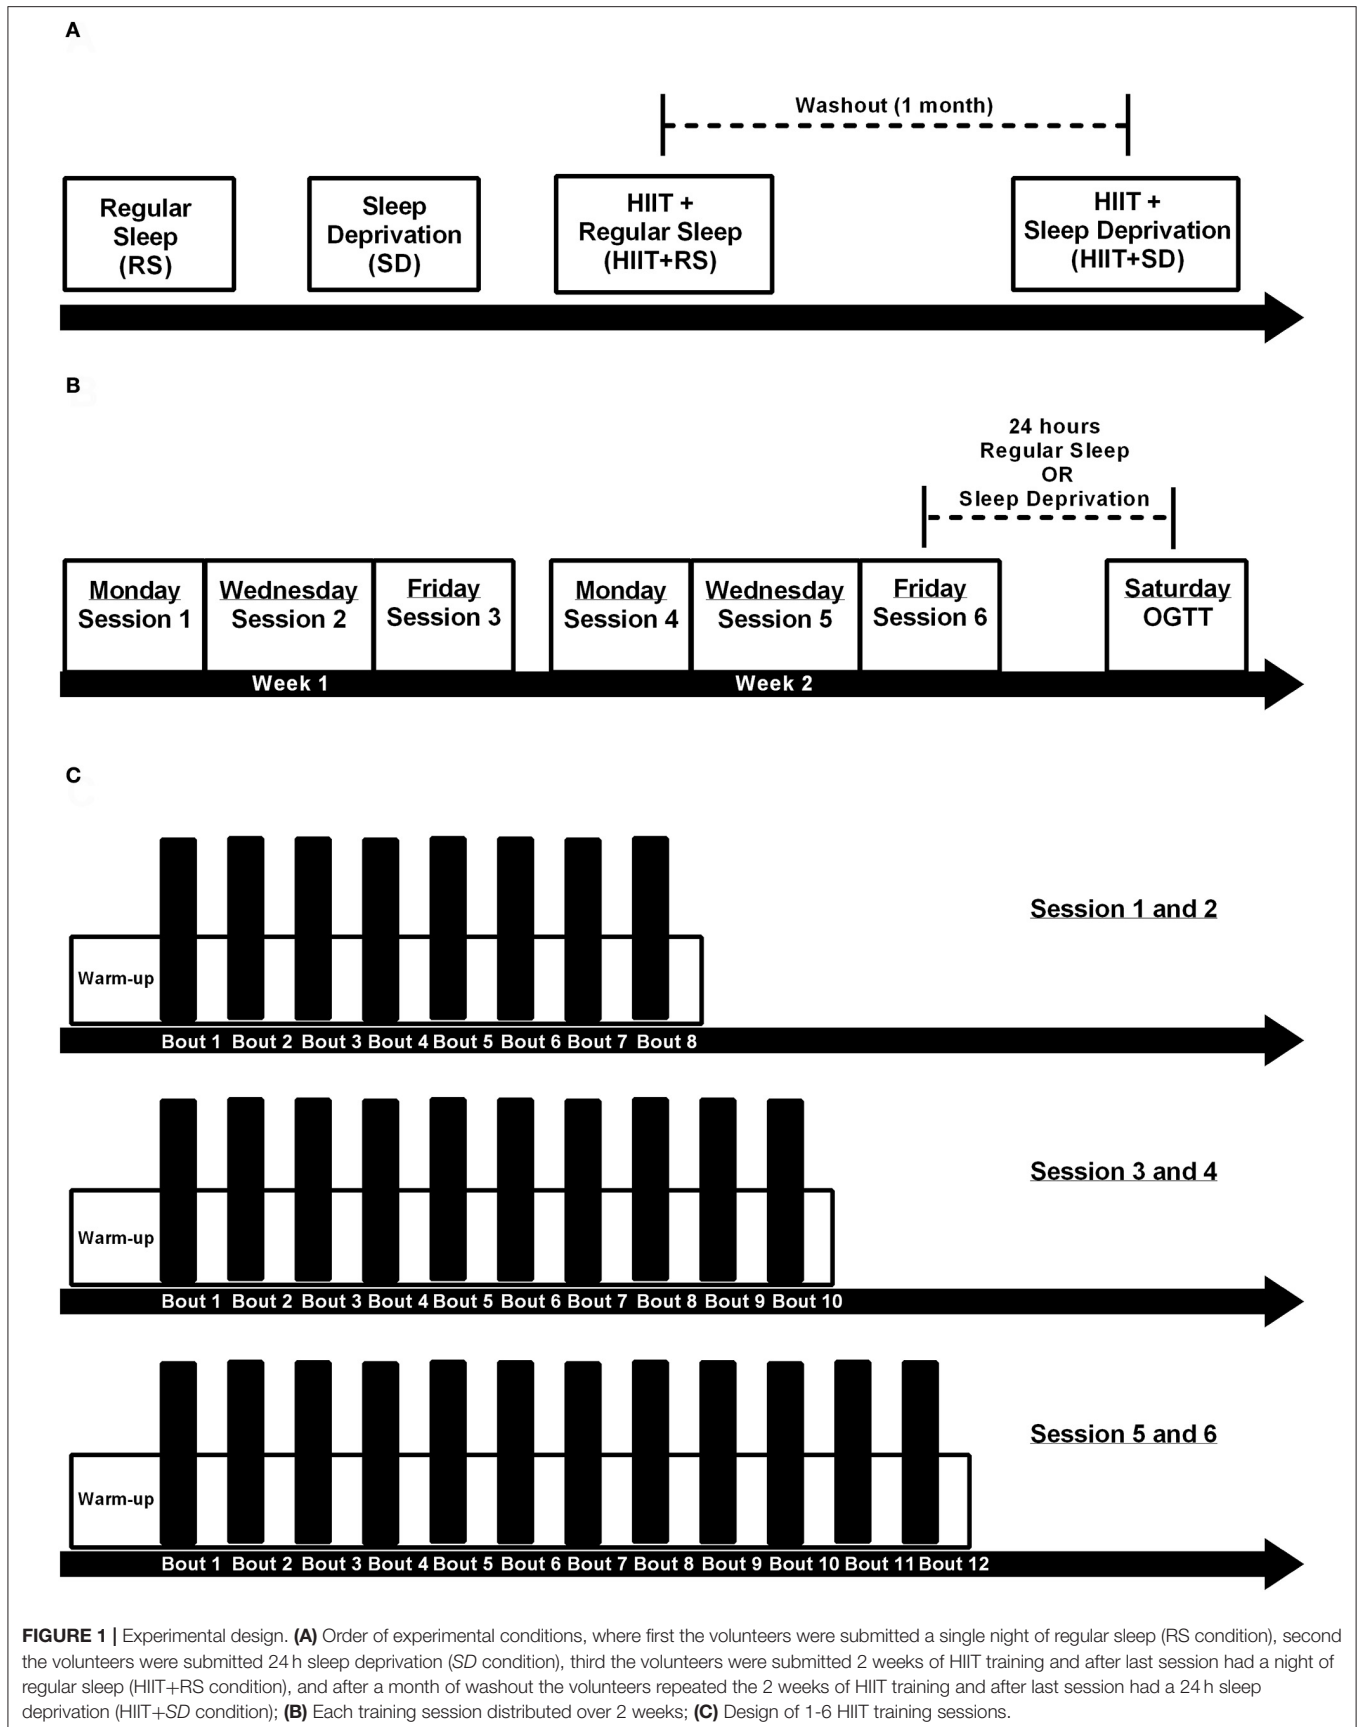 A
Washout (1 month)
Regular
Sleep
(RS)
Sleep
Deprivation
(SD)
HIIT +
Regular Sleep
(HIIT+RS)
HIIT +
Sleep Deprivation
(HIIT+SD)
B
24 hours
Regular Sleep
OR
Sleep Deprivation
Monday
Session 1
Wednesday
Session 2
Friday
Session 3
Monday
Session 4
Wednesday
Session 5
Friday
Session 6
Saturday
OGTT
Week 1
Week 2
C
Session 1 and 2
Warm-up
Bout 1 Bout 2 Bout 3 Bout 4 Bout 5 Bout 6 Bout 7 Bout 8
Session 3 and 4
Warm-up
Bout 1 Bout 2 Bout 3 Bout 4 Bout 5 Bout 6 Bout 7 Bout 8 Bout 9 Bout 10
Session 5 and 6
Warm-up
Bout 1 Bout 2 Bout 3 Bout 4 Bout 5 Bout 6 Bout 7 Bout 8 Bout 9 Bout 10 Bout 11 Bout 12
FIGURE 1 | Experimental design. (A) Order of experimental conditions, where first the volunteers were submitted a single night of regular sleep (RS condition), second
the volunteers were submitted 24 h sleep deprivation (SD condition), third the volunteers were submitted 2 weeks of HIIT training and after last session had a night of
regular sleep (HIIT+RS condition), and after a month of washout the volunteers repeated the 2 weeks of HIIT training and after last session had a 24 h sleep
deprivation (HIIT+SD condition); (B) Each training session distributed over 2 weeks; (C) Design of 1-6 HIIT training sessions.